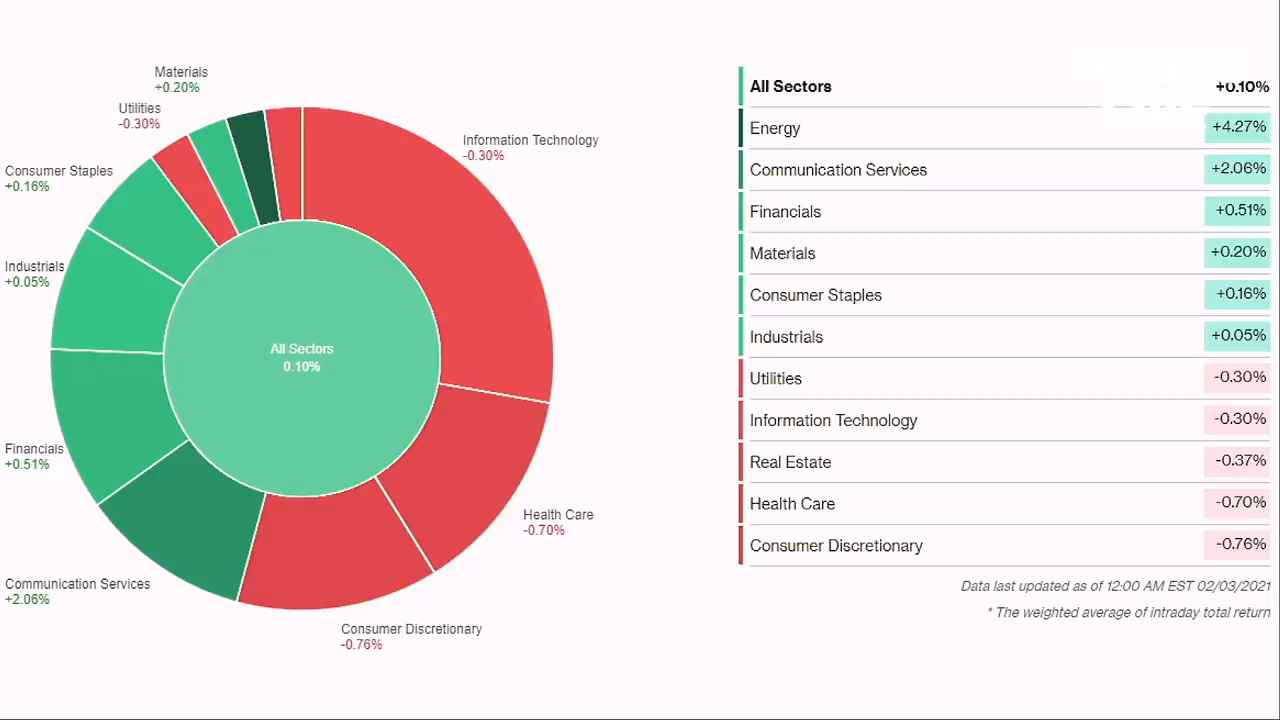 Materials
+0.20%
Utilities
-0.30%
Information Technology
-0.30%
Consumer Staples
+0.16%
Industrials
+0.05%
All Sectors
0.10%
Financials
+0.51%
Health Care
-0.70%
Communication Services
+2.06%
Consumer Discretionary
-0.76%
All Sectors +0.10%
Energy +4.27%
Communication Services +2.06%
Financials +0.51%
Materials +0.20%
Consumer Staples +0.16%
Industrials +0.05%
Utilities -0.30%
Information Technology -0.30%
Real Estate -0.37%
Health Care -0.70%
Consumer Discretionary -0.76%
Data last updated as of 12:00 AM EST 02/03/2021
* The weighted average of intraday total return